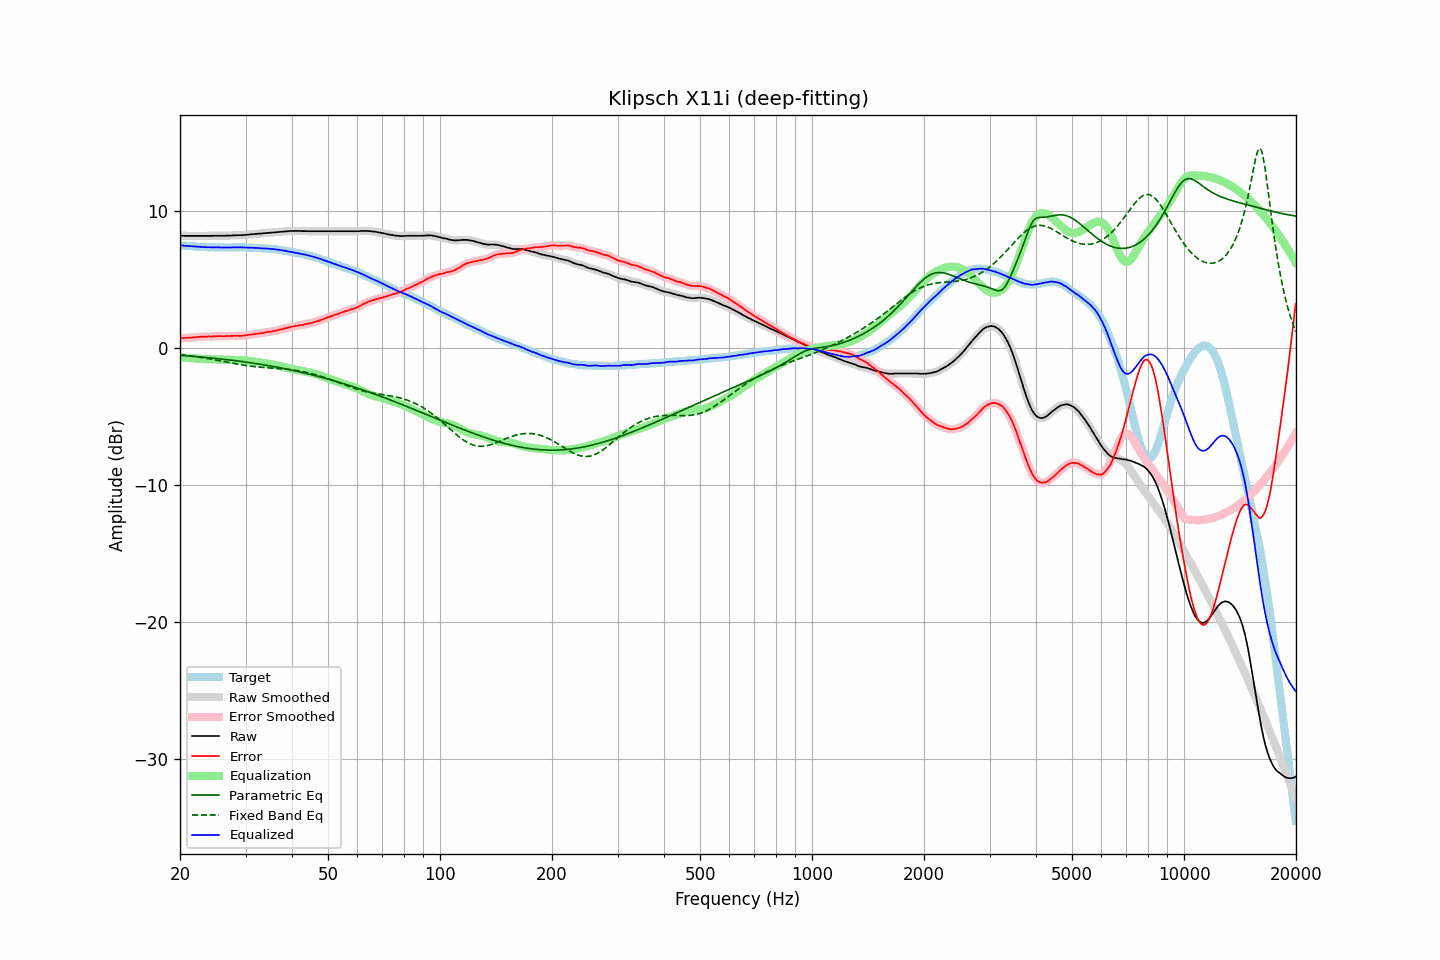 Klipsch X11i (deep-fitting)
Amplitude (dBr)
10
0
−10
−20
−30
Target
Raw Smoothed
Error Smoothed
Raw
Error
Equalization
Parametric Eq
Fixed Band Eq
Equalized
20 50 100 200 500 1000 2000 5000 10000 20000
Frequency (Hz)